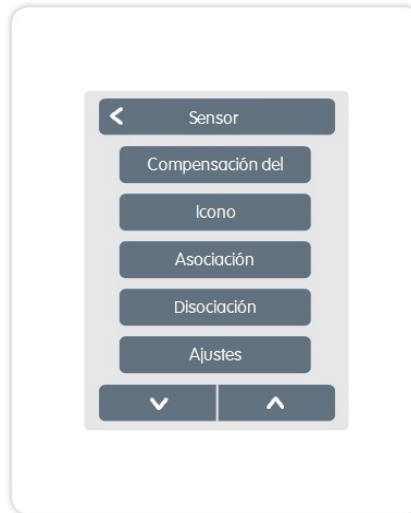 Sensor
Compensación del
Icono
Asociación
Disociación
Ajustes